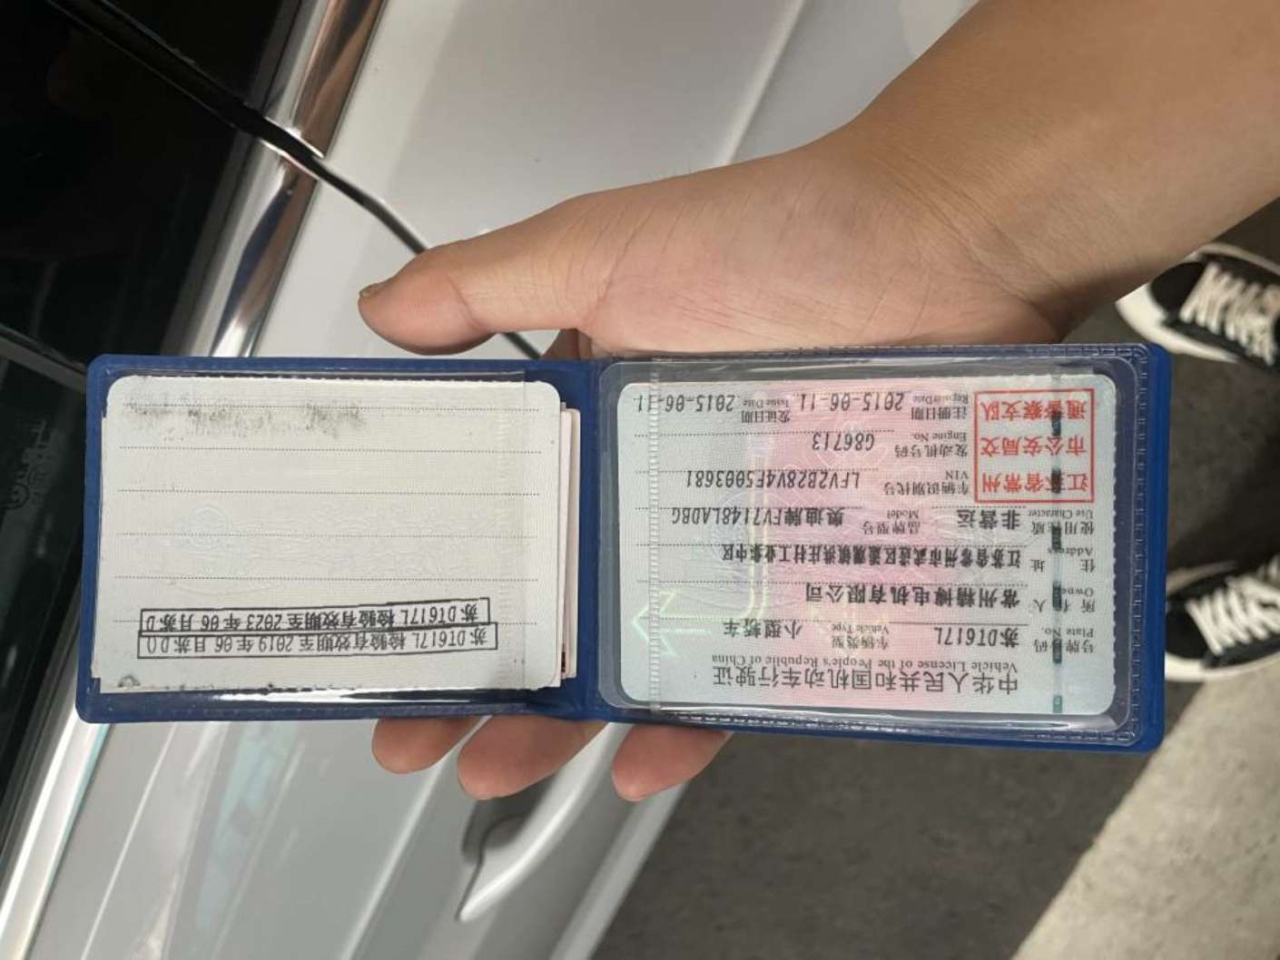 中华人民共和国机动车行驶证
Vehicle License of the People's Republic of China
号牌号码 苏DT617L 车辆类型 小型轿车
Plate No. Vehicle Type
所有人 常州精博电机有限公司
Owner
住址 江苏省常州市武进区遥观镇洪庄村工业集中区
Address
使用性质 非营运 品牌型号 奥迪牌FV7148LADBG
Use Character Model
江苏省常州
市公安局交
通警察支队
车辆识别代号 LFV2B28V4F5003681
VIN
发动机号码 G86713
Engine No.
注册日期 2015-06-11 发证日期 2015-06-11
Register Date Issue Date
苏DT617L 检验有效期至 2019年06月苏D0
苏DT617L 检验有效期至 2023年06月苏D